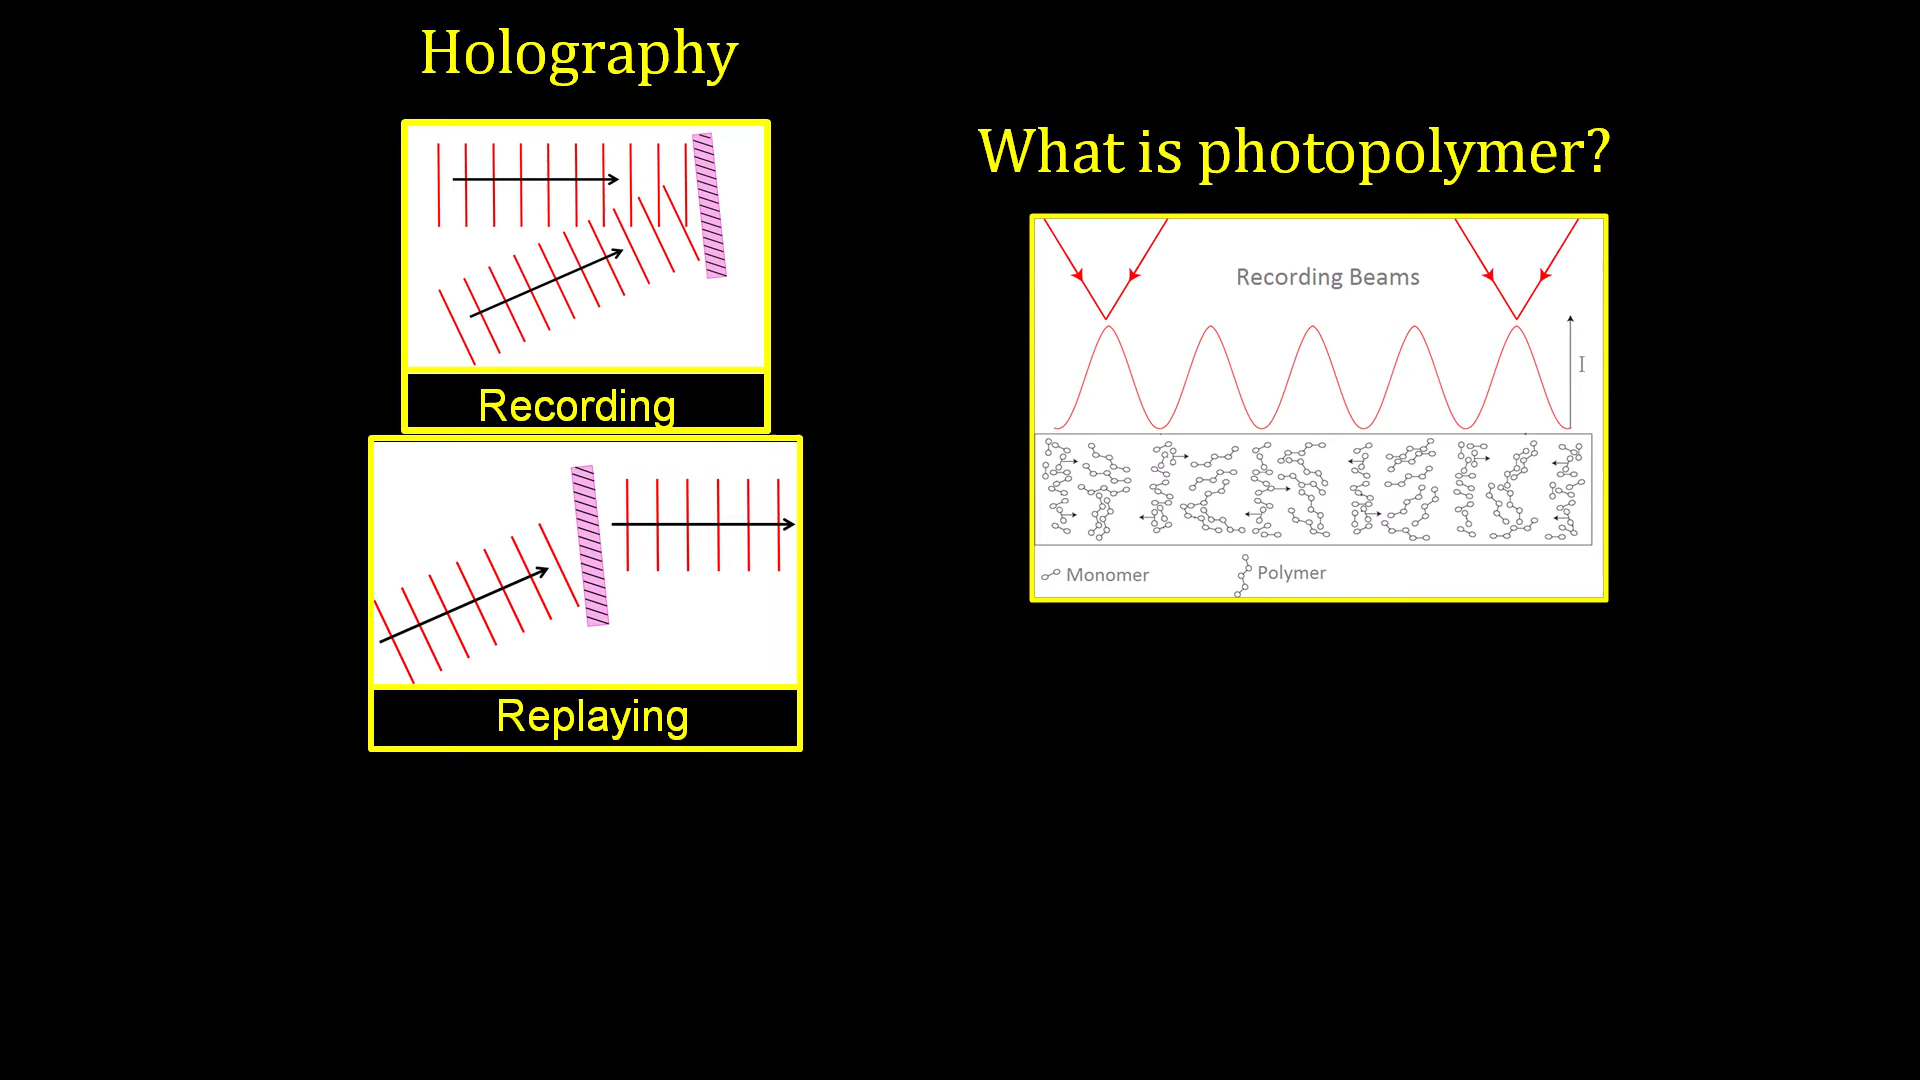 Holography
Recording
Replaying
What is photopolymer?
Recording Beams
I
Monomer
Polymer